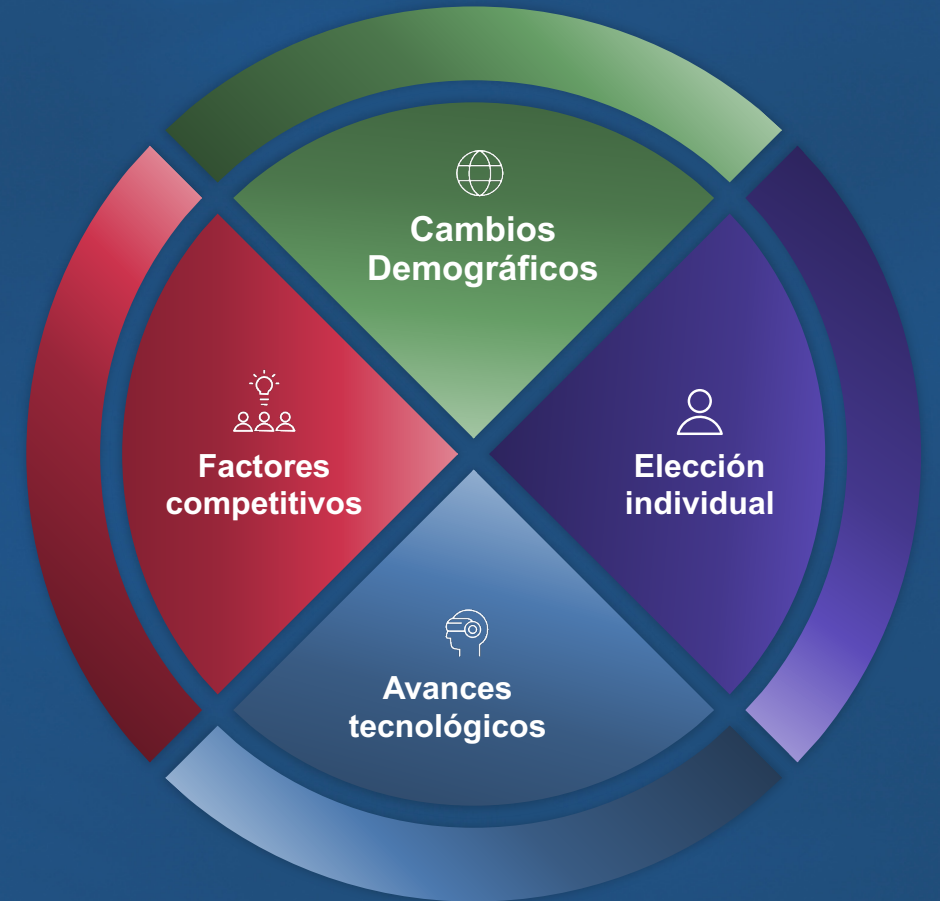 Cambios
Demográficos
Factores
competitivos
Elección
individual
Avances
tecnológicos